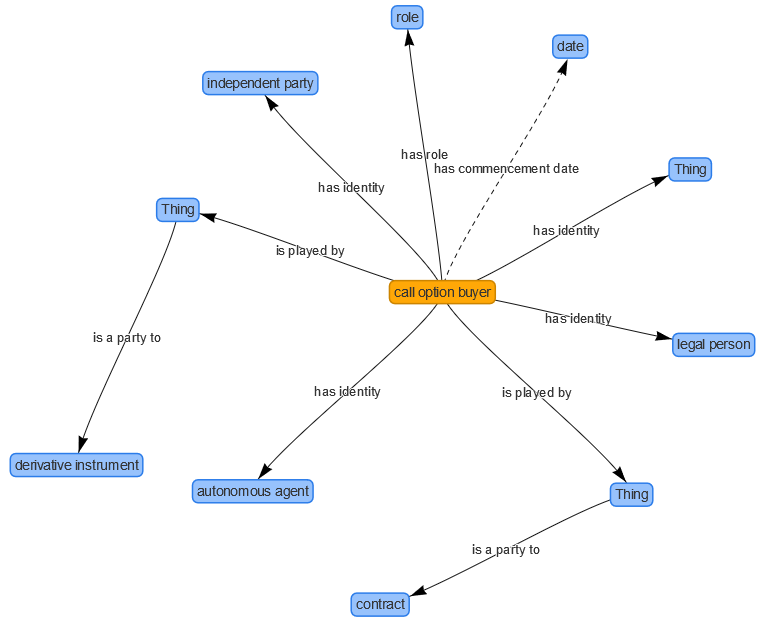 role
date
independent party
has role
has commencement date
Thing
has identity
Thing
has identity
is played by
call option buyer
has identity
is a party to
legal person
has identity
is played by
derivative instrument
autonomous agent
Thing
is a party to
contract